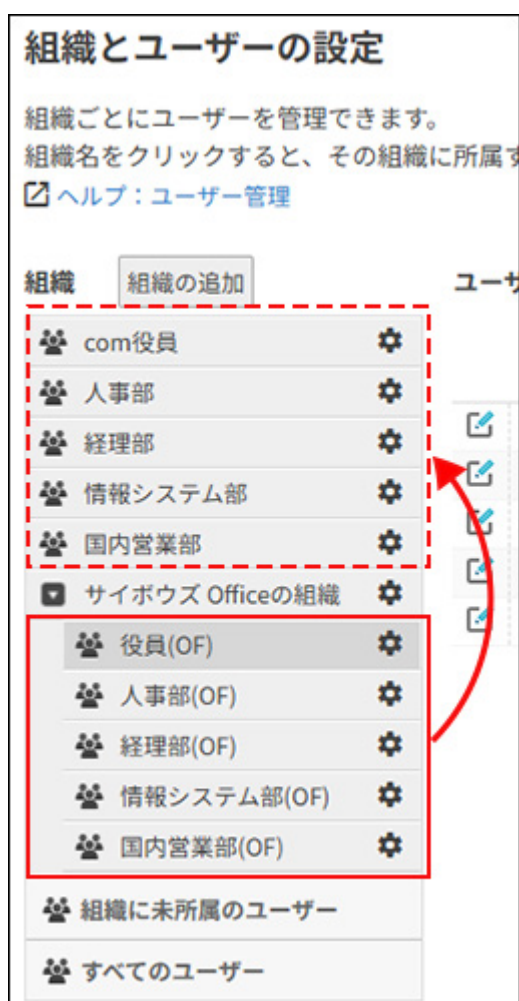 組織とユーザーの設定
組織ごとにユーザーを管理できます。
組織名をクリックすると、その組織に所属す
ヘルプ：ユーザー管理
組織 組織の追加 ユーザ
com役員
人事部
経理部
情報システム部
国内営業部
サイボウズ Officeの組織
役員(OF)
人事部(OF)
経理部(OF)
情報システム部(OF)
国内営業部(OF)
組織に未所属のユーザー
すべてのユーザー